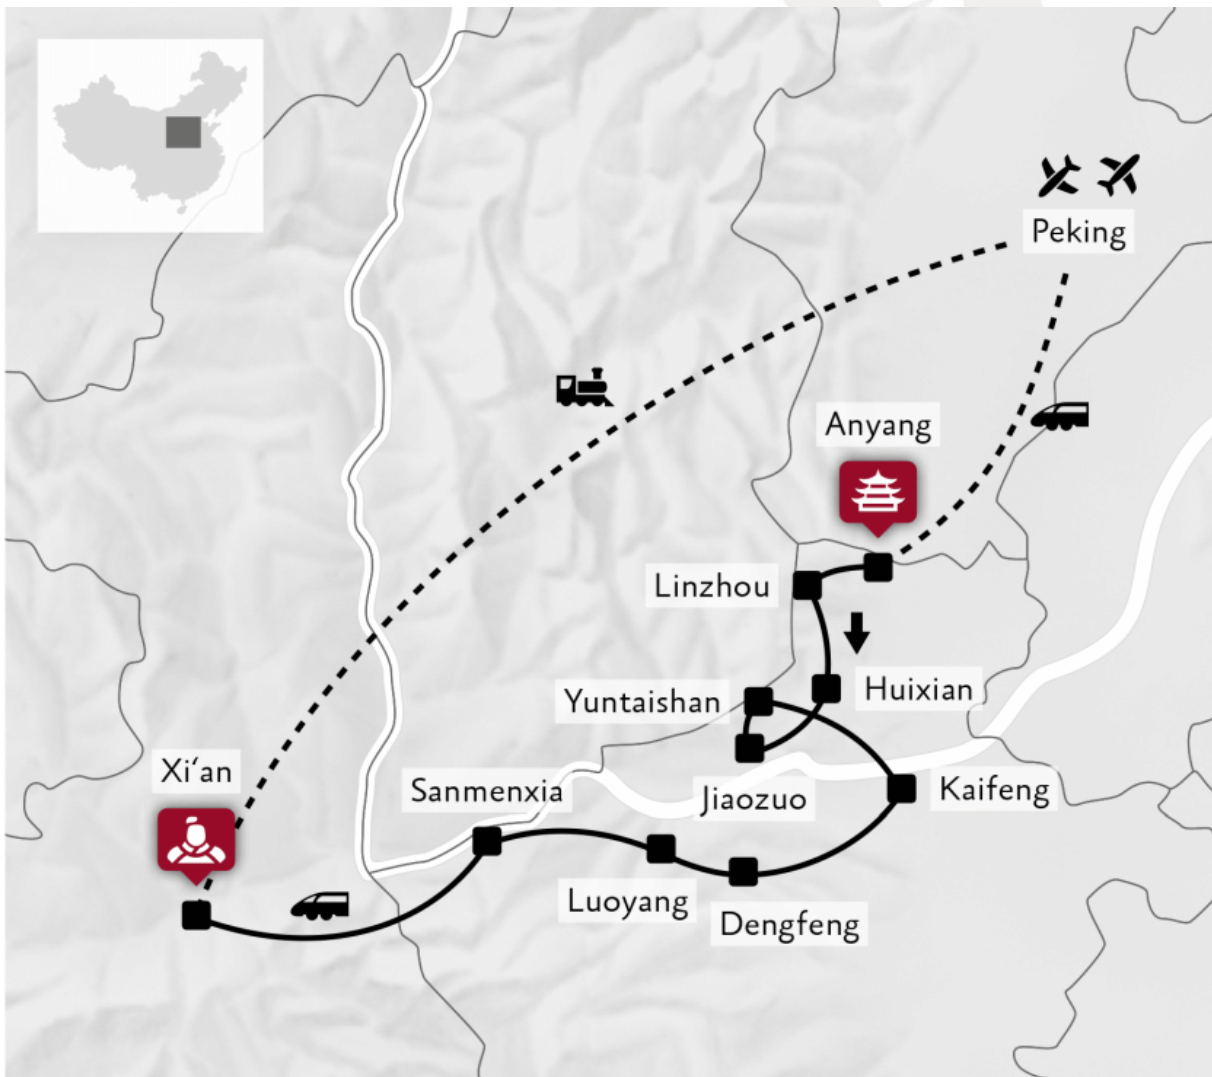 Peking
Anyang
Linzhou
Huixian
Yuntaishan
Xi‘an
Sanmenxia
Jiaozuo
Kaifeng
Luoyang
Dengfeng